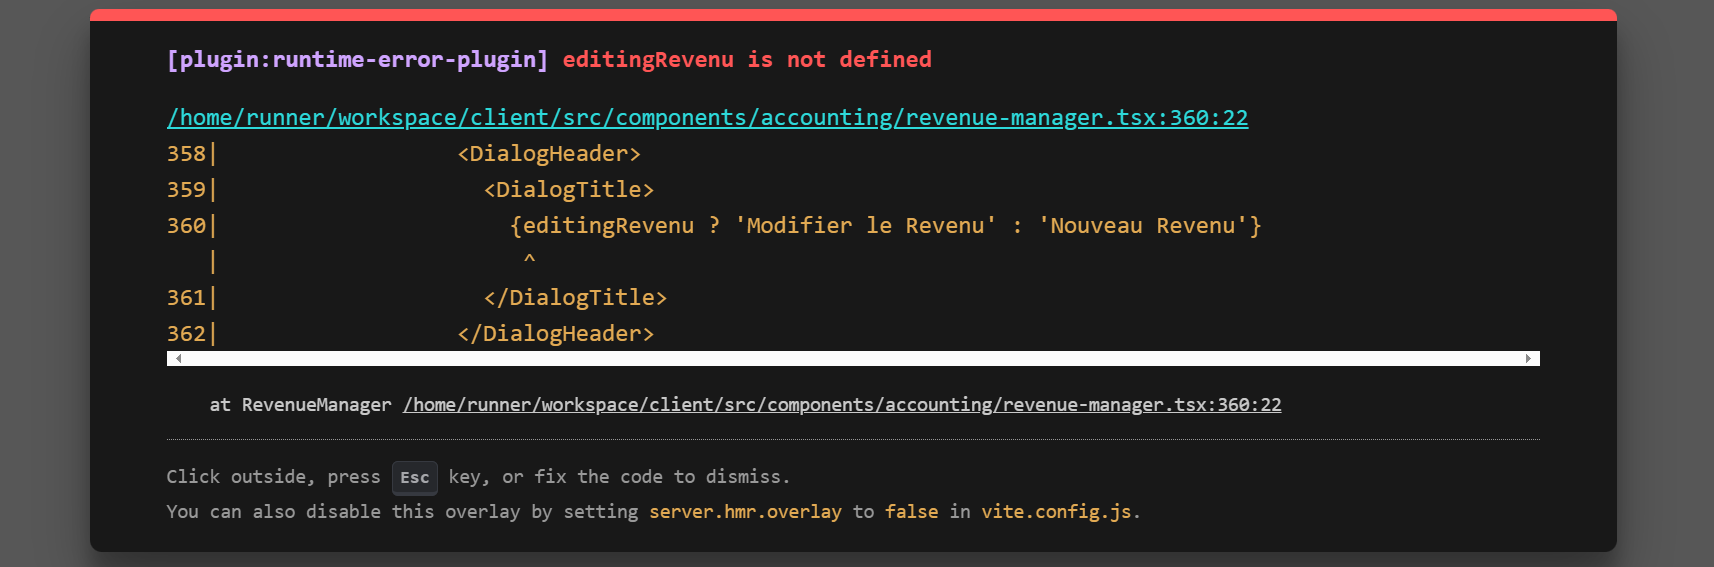 [plugin:runtime-error-plugin] editingRevenu is not defined
/home/runner/workspace/client/src/components/accounting/revenue-manager.tsx:360:22
358|                  <DialogHeader>
359|                    <DialogTitle>
360|                      {editingRevenu ? 'Modifier le Revenu' : 'Nouveau Revenu'}
   |                       ^
361|                    </DialogTitle>
362|                  </DialogHeader>
at RevenueManager /home/runner/workspace/client/src/components/accounting/revenue-manager.tsx:360:22
Click outside, press Esc key, or fix the code to dismiss.
You can also disable this overlay by setting server.hmr.overlay to false in vite.config.js.